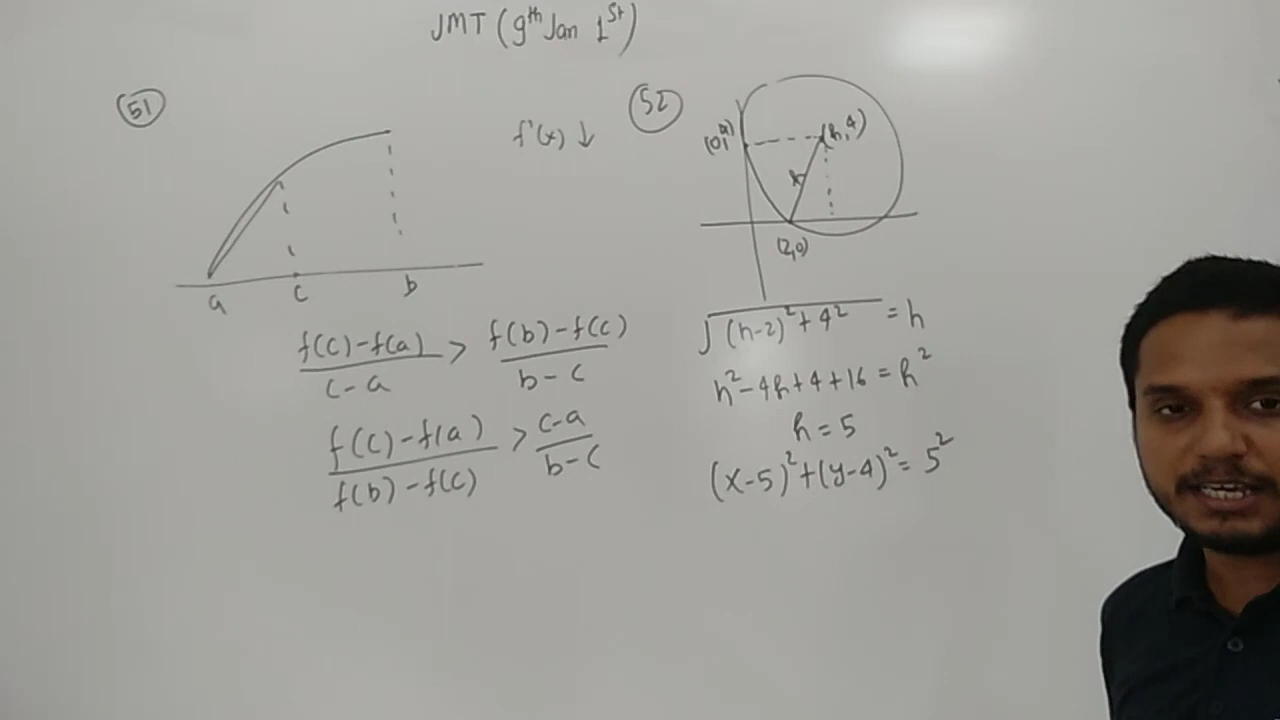 JMT (9th Jan 1st)
51
f'(x) ↓
a
c
b
f(c)-f(a) / c-a > f(b)-f(c) / b-c
f(c)-f(a) / f(b)-f(c) > c-a / b-c
52
(0,4)
(h,4)
(2,0)
√(h-2)²+4² = h
h²-4h+4+16 = h²
h = 5
(x-5)²+(y-4)² = 5²